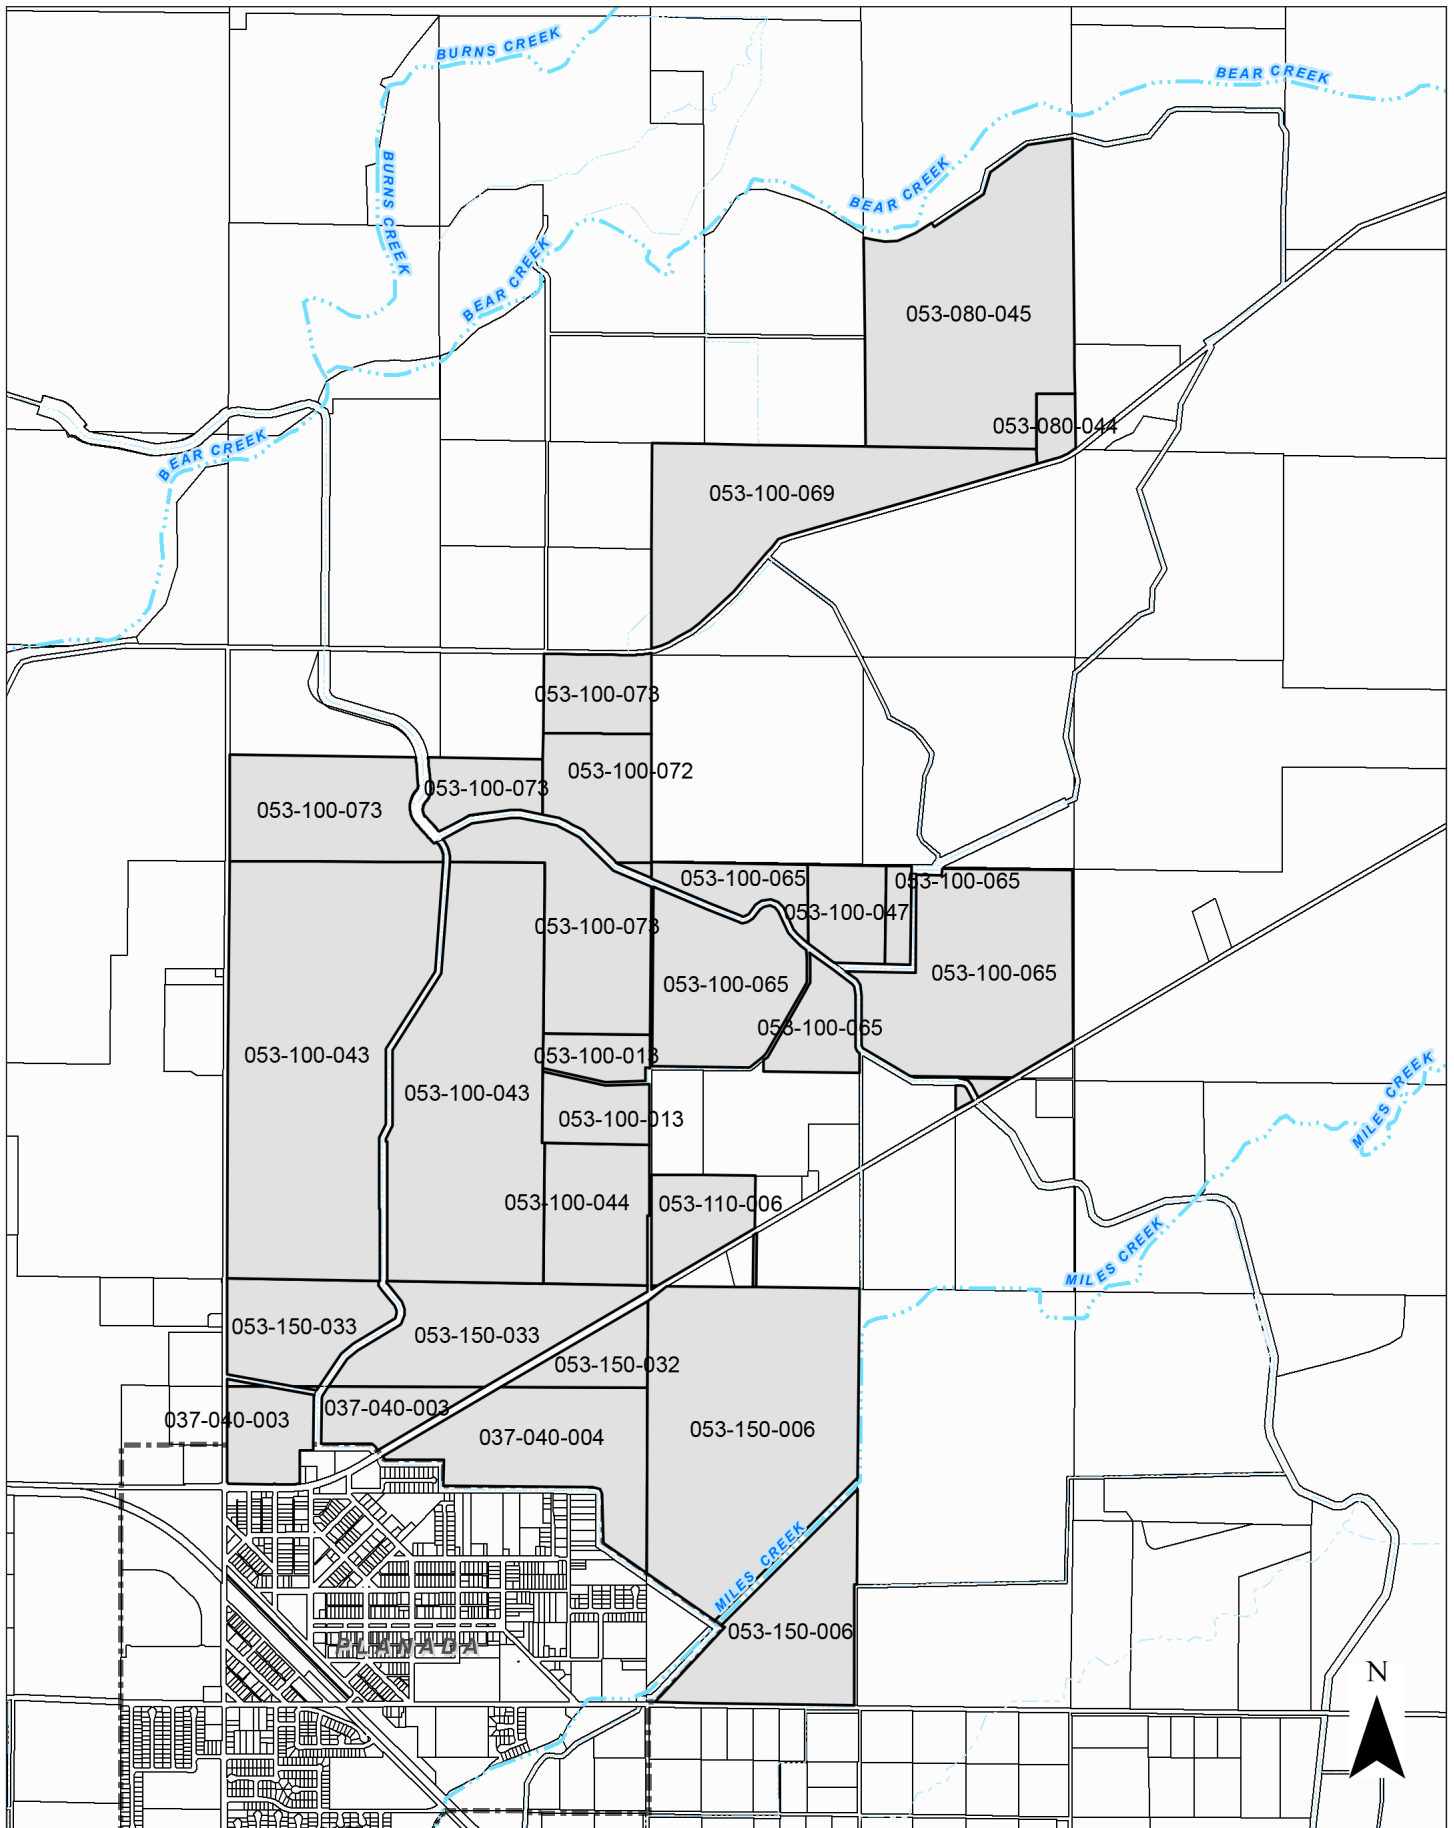 BURNS CREEK
BEAR CREEK
BURNS CREEK
BEAR CREEK
BEAR CREEK
053-080-045
053-080-044
BEAR CREEK
053-100-069
053-100-073
053-100-072
053-100-073
053-100-073
053-100-065
053-100-065
053-100-047
053-100-073
053-100-065
053-100-065
053-100-065
053-100-043
053-100-013
053-100-043
053-100-013
MILES CREEK
053-100-044
053-110-006
MILES CREEK
053-150-033
053-150-033
053-150-032
037-040-003
037-040-003
037-040-004
053-150-006
MILES CREEK
053-150-006
PLANADA
N